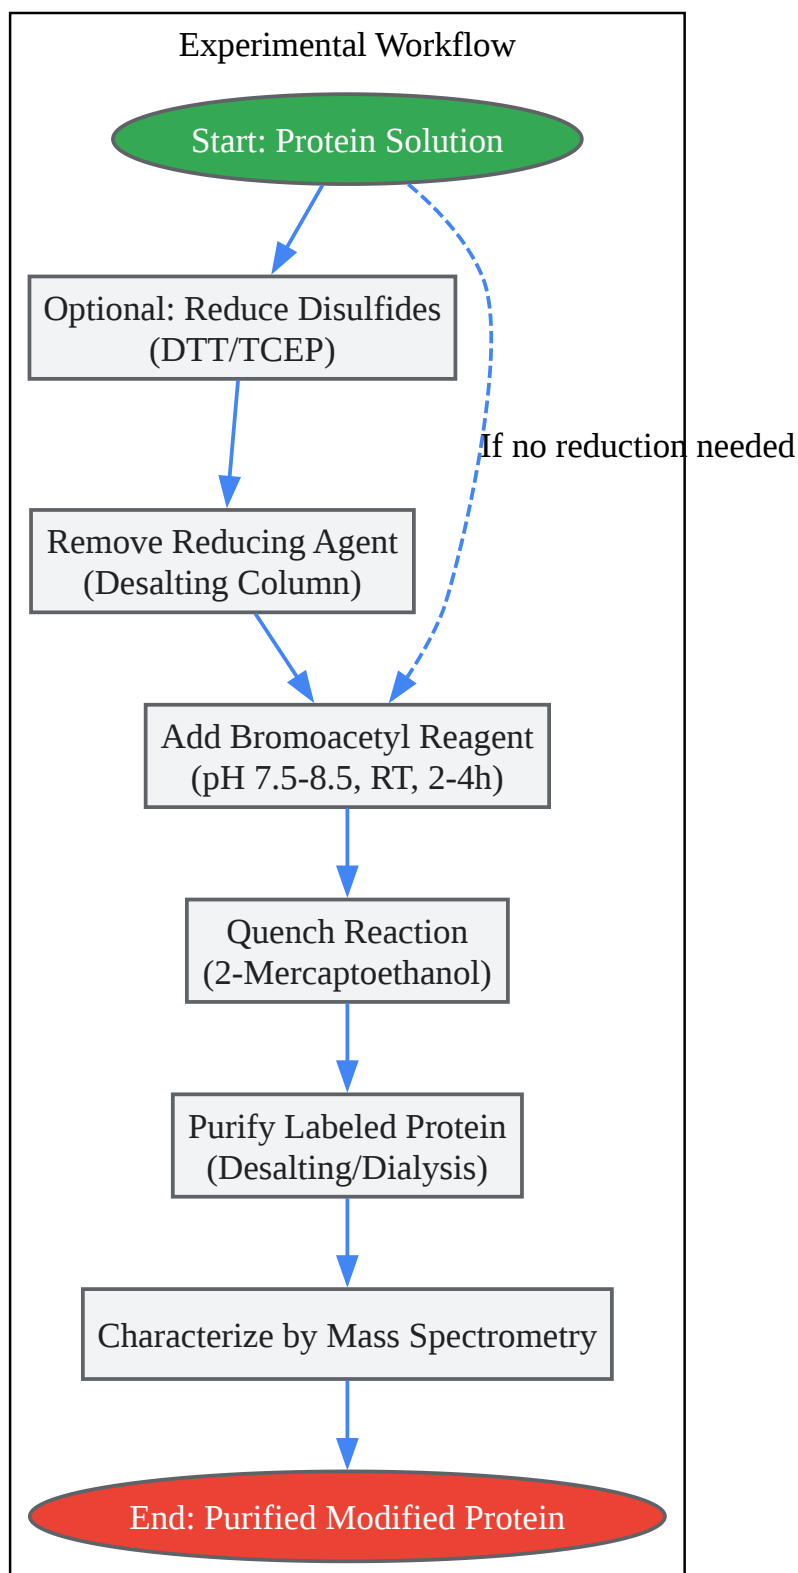 Experimental Workflow
Start: Protein Solution
Optional: Reduce Disfulfides
(DTT/TCEP)
If no reduction needed
Remove Reducing Agent
(Desalting Column)
Add Bromoacetyl Reagent
(pH 7.5-8.5, RT, 2-4h)
Quench Reaction
(2-Mercaptoethanol)
Purify Labeled Protein
(Desalting/Dialysis)
Characterize by Mass Spectrometry
End: Purified Modified Protein